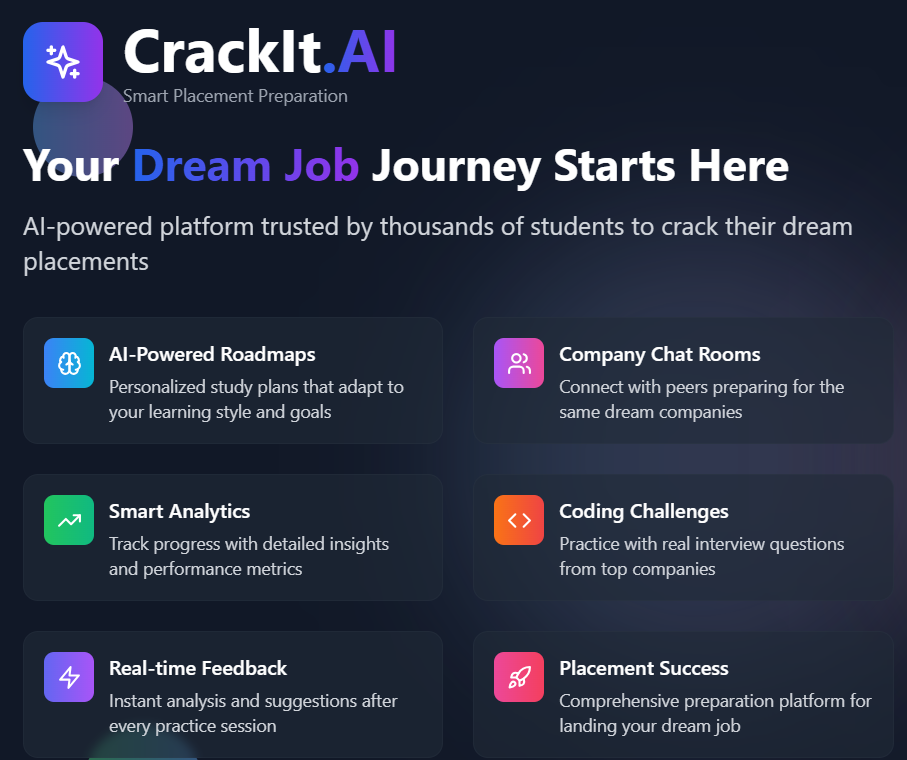 CrackIt.AI
Smart Placement Preparation
Your Dream Job Journey Starts Here
AI-powered platform trusted by thousands of students to crack their dream
placements
AI-Powered Roadmaps
Personalized study plans that adapt to
your learning style and goals
Company Chat Rooms
Connect with peers preparing for the
same dream companies
Smart Analytics
Track progress with detailed insights
and performance metrics
Coding Challenges
Practice with real interview questions
from top companies
Real-time Feedback
Instant analysis and suggestions after
every practice session
Placement Success
Comprehensive preparation platform for
landing your dream job